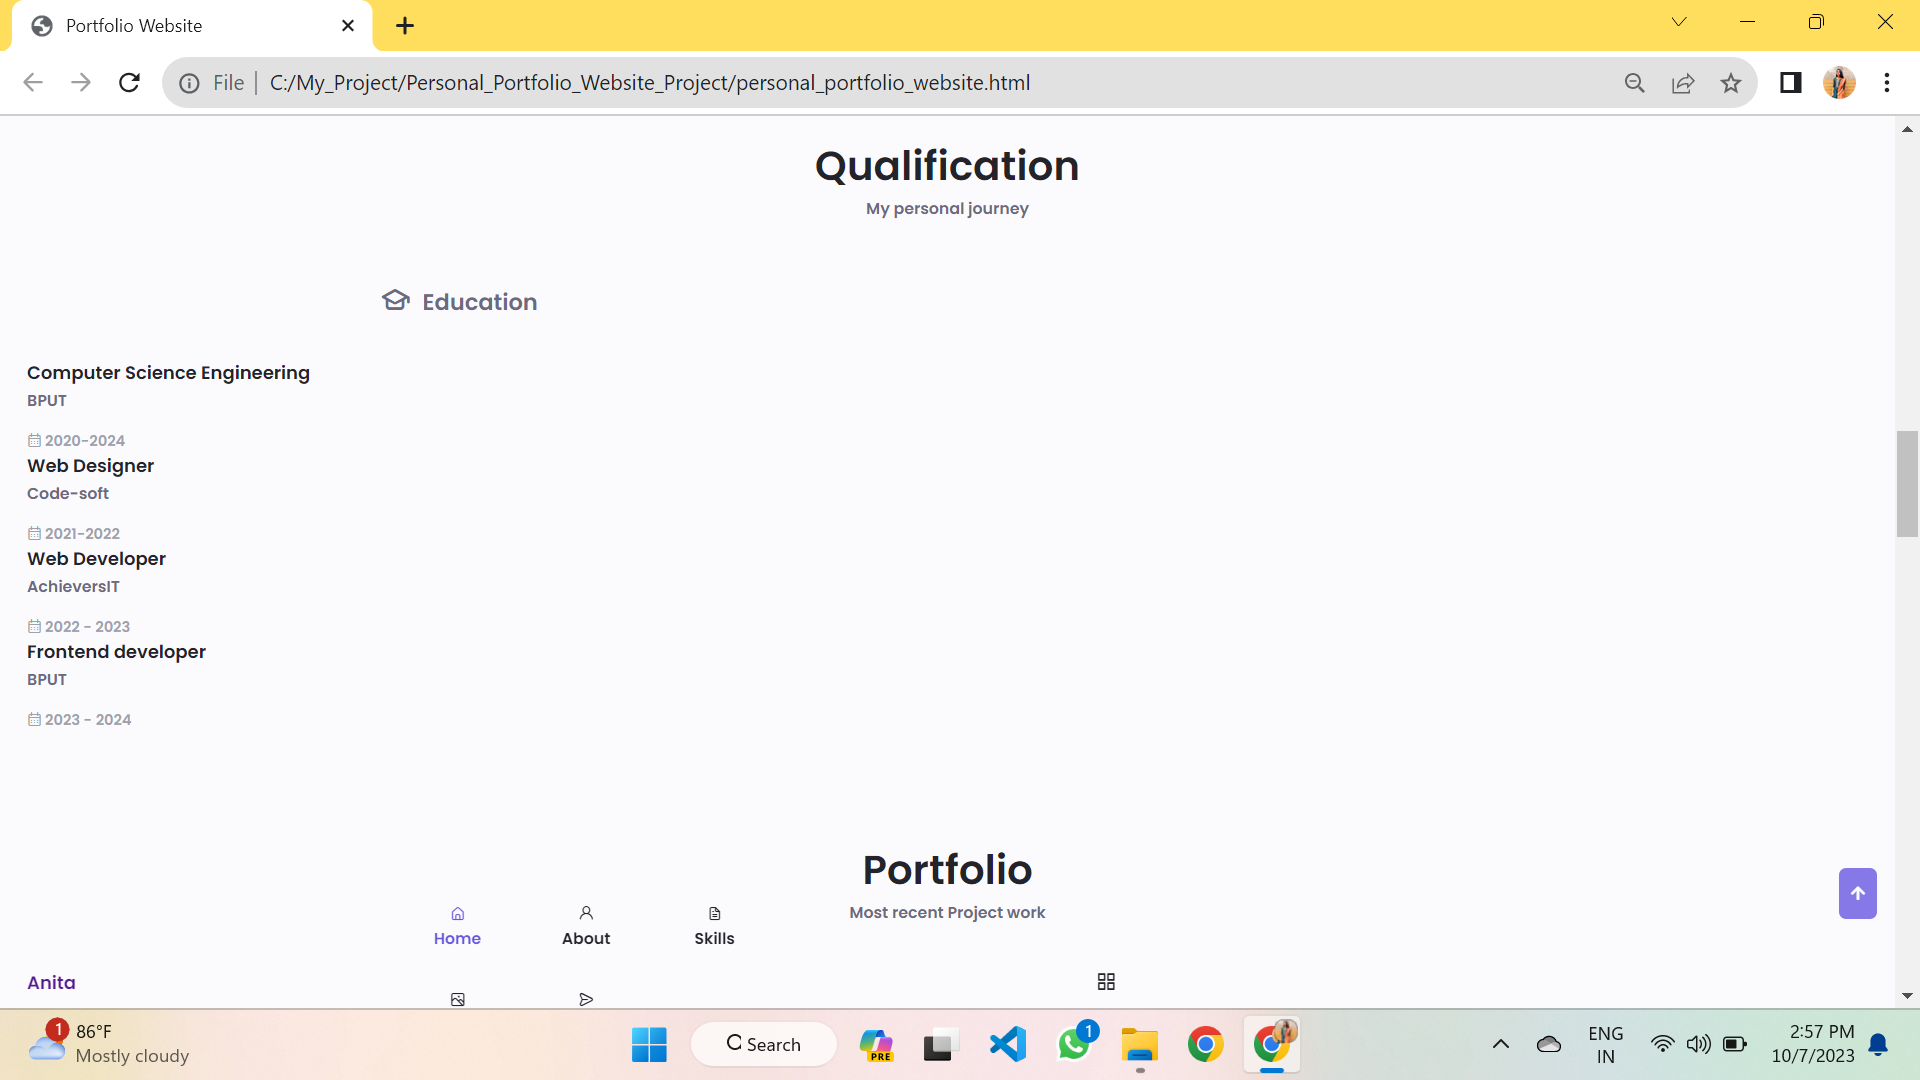 Portfolio Website
File C:/My_Project/Personal_Portfolio_Website_Project/personal_portfolio_website.html
Qualification
My personal journey
Education
Computer Science Engineering
BPUT
2020-2024
Web Designer
Code-soft
2021-2022
Web Developer
AchieversIT
2022 - 2023
Frontend developer
BPUT
2023 - 2024
Portfolio
Most recent Project work
Home About Skills
Anita
1 86°F
Mostly cloudy
Search
PRE
1
ENG
IN
2:57 PM
10/7/2023